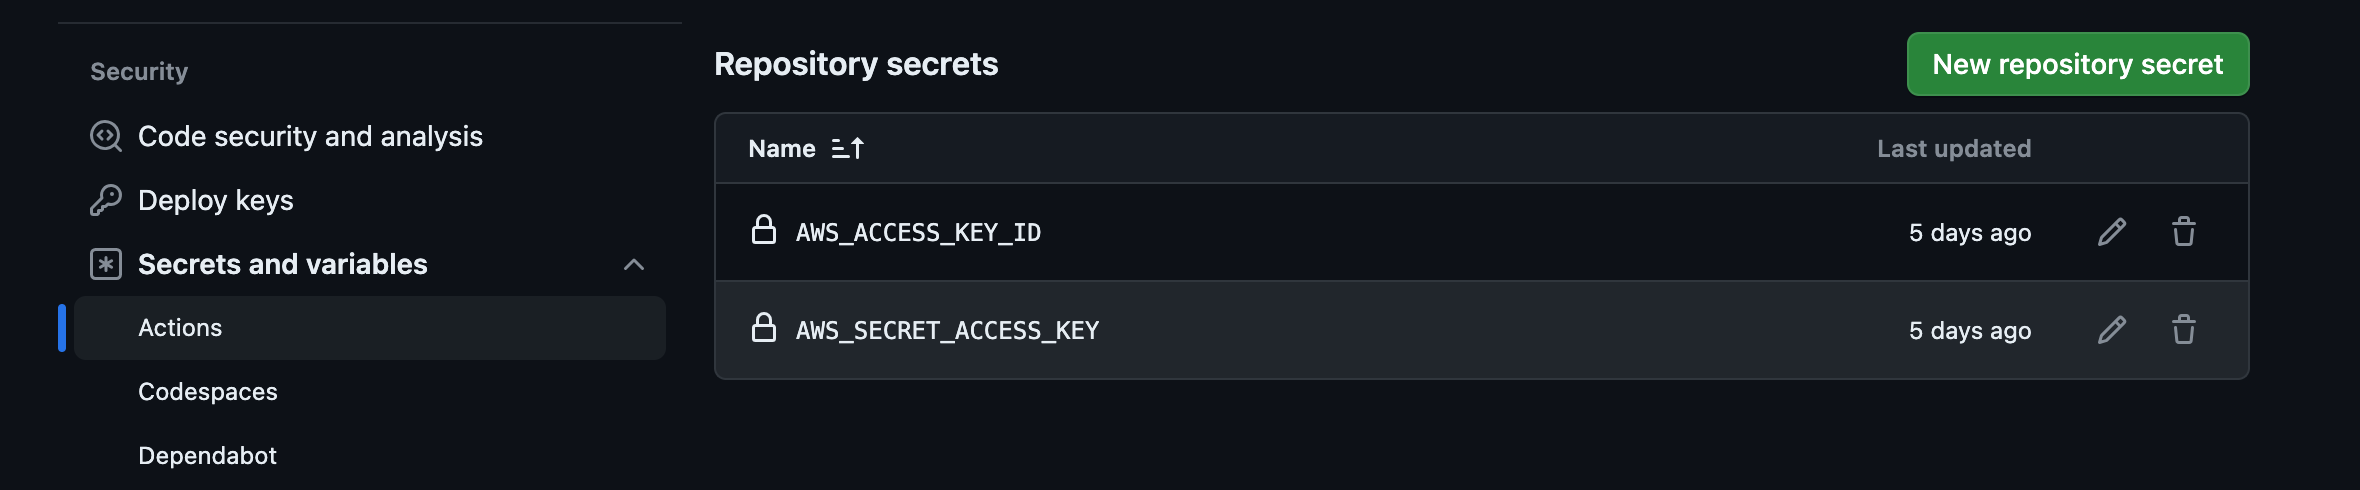 Security
Code security and analysis
Deploy keys
Secrets and variables
Actions
Codespaces
Dependabot
Repository secrets
New repository secret
Name
Last updated
AWS_ACCESS_KEY_ID
5 days ago
AWS_SECRET_ACCESS_KEY
5 days ago